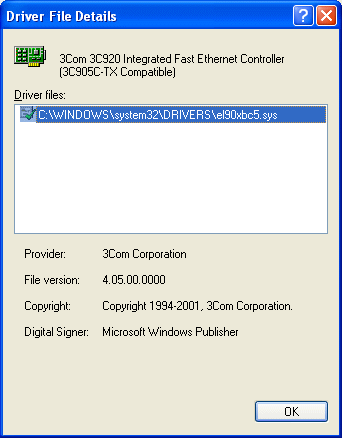 Driver File Details
3Com 3C920 Integrated Fast Ethernet Controller
(3C905C-TX Compatible)
Driver files:
C:\WINDOWS\system32\DRIVERS\el90xbc5.sys
Provider: 3Com Corporation
File version: 4.05.00.0000
Copyright: Copyright 1994-2001, 3Com Corporation.
Digital Signer: Microsoft Windows Publisher
OK